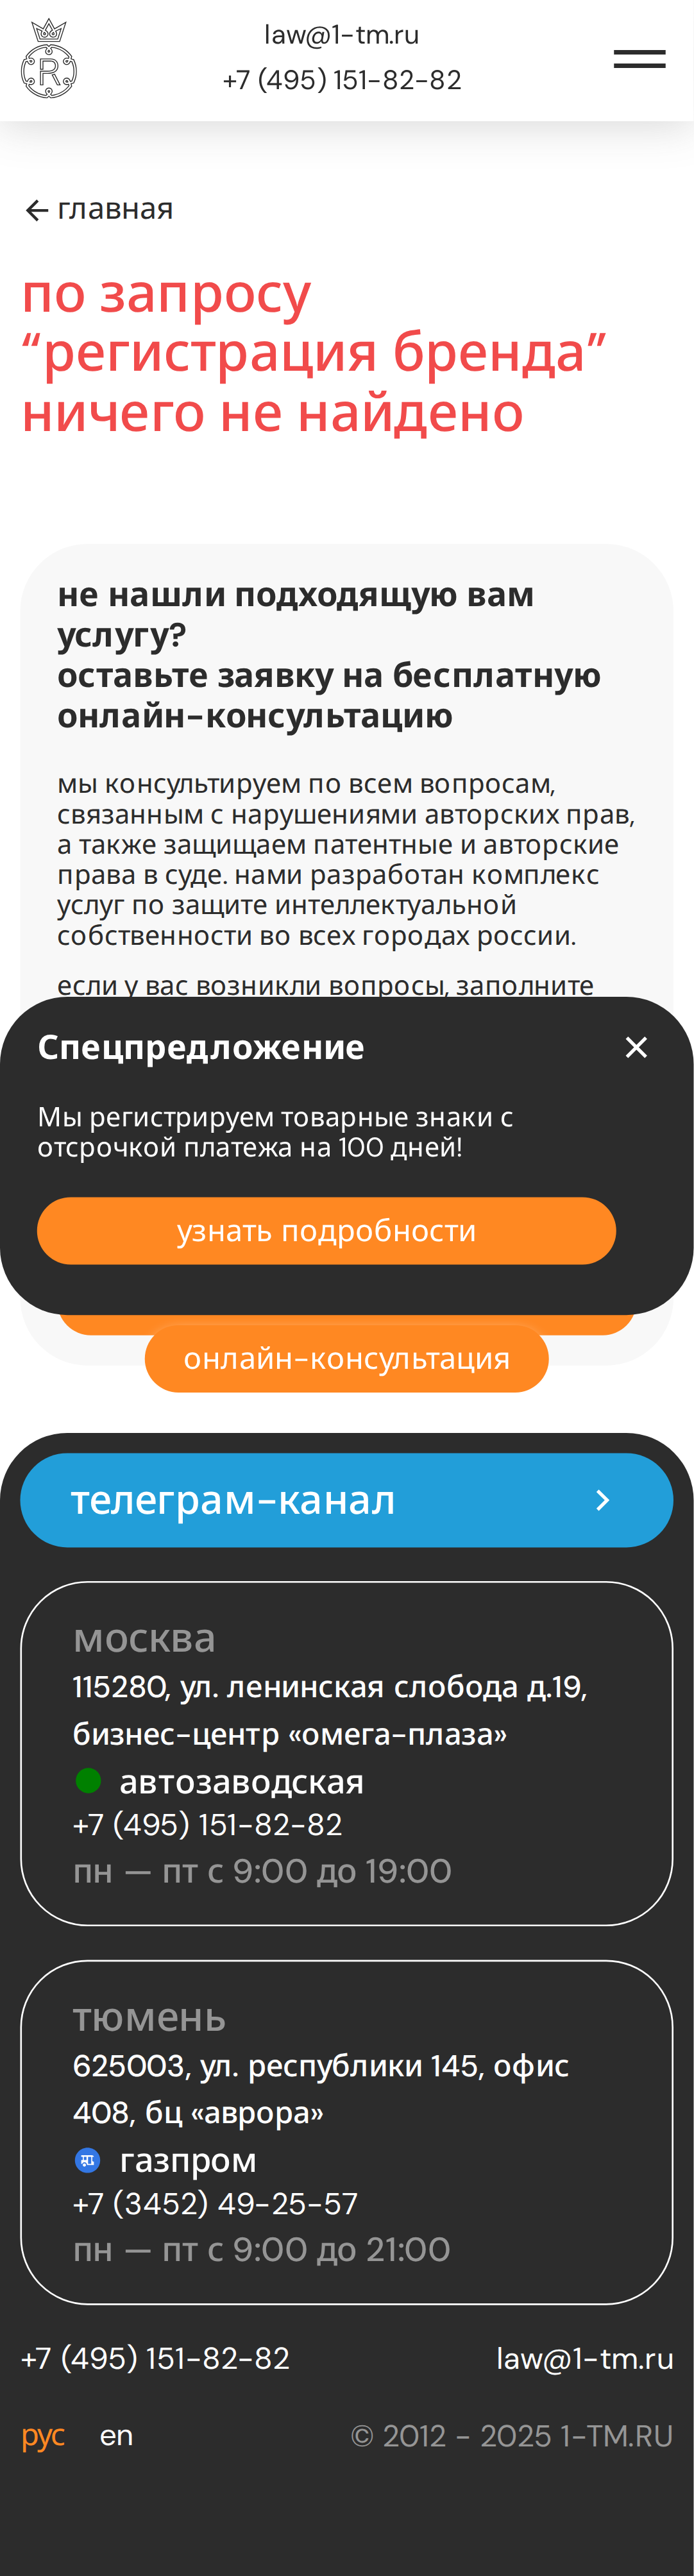 R
law@1-tm.ru
+7 (495) 151-82-82
← главная
по запросу
“регистрация бренда”
ничего не найдено
не нашли подходящую вам
услугу?
оставьте заявку на бесплатную
онлайн-консультацию
мы консультируем по всем вопросам,
связанным с нарушениями авторских прав,
а также защищаем патентные и авторские
права в суде. нами разработан комплекс
услуг по защите интеллектуальной
собственности во всех городах россии.
если у вас возникли вопросы, заполните
Спецпредложение
Мы регистрируем товарные знаки с
отсрочкой платежа на 100 дней!
узнать подробности
онлайн-консультация
телеграм-канал
москва
115280, ул. ленинская слобода д.19,
бизнес-центр «омега-плаза»
автозаводская
+7 (495) 151-82-82
пн — пт с 9:00 до 19:00
тюмень
625003, ул. республики 145, офис
408, бц «аврора»
газпром
+7 (3452) 49-25-57
пн — пт с 9:00 до 21:00
+7 (495) 151-82-82
law@1-tm.ru
рус en
© 2012 - 2025 1-TM.RU